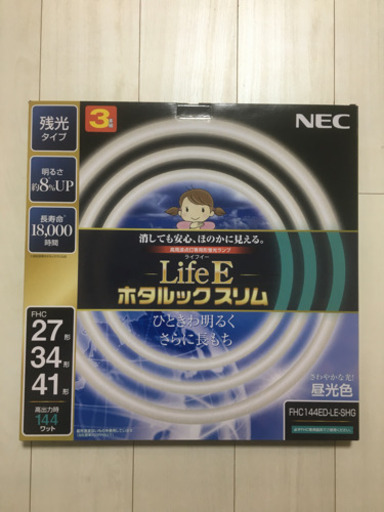 残光
タイプ
3
NEC
明るさ
約8%UP
長寿命
18,000
時間
消しても安心、ほのかに見える。
高周波点灯専用形蛍光ランプ
ライフイー
Life E
ホタルックスリム
ひときわ明るく
さらに長もち
FHC
27形
34形
41形
高出力時
144
ワット
さわやかな光!
昼光色
FHC144ED-LE-SHG